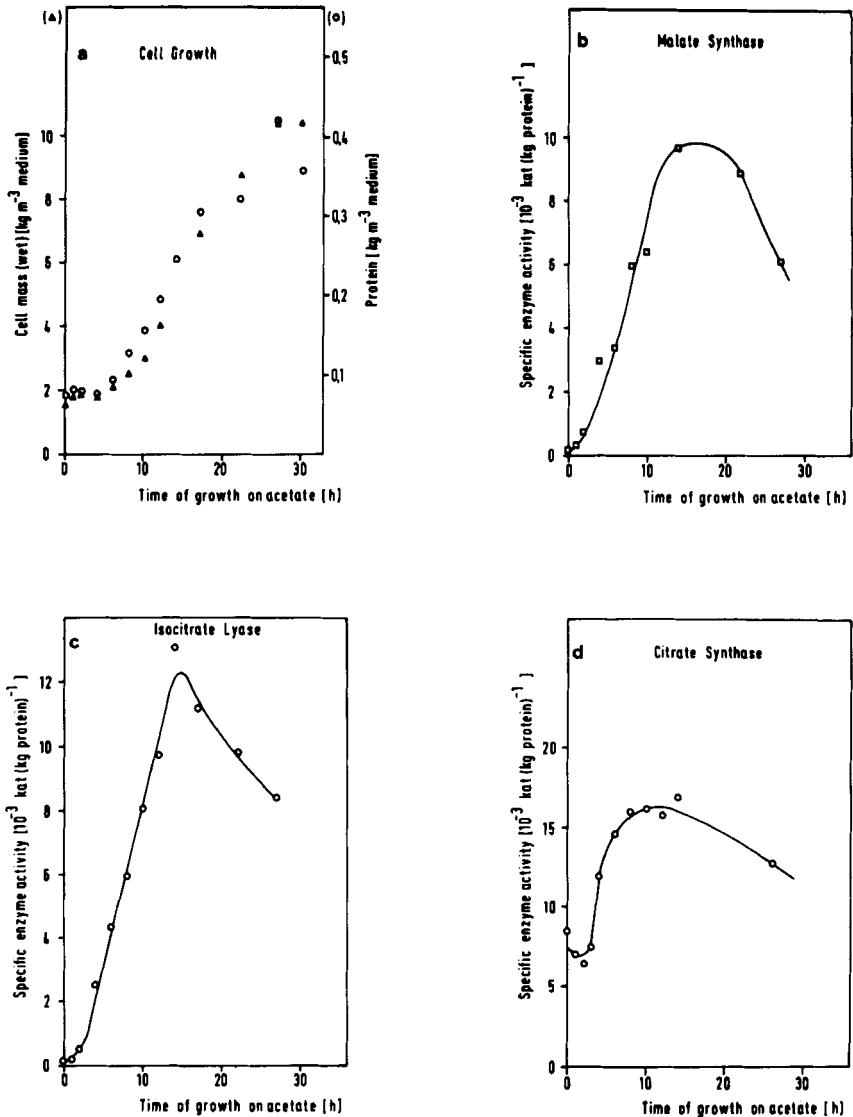 (▲)
(o)
a
Cell Growth
0,5
0,4
0,3
0,2
0,1
10
8
6
4
2
0
0
10
20
30
Cell mass (wet) [kg m⁻³ medium]
Protein [kg m⁻³ medium]
Time of growth on acetate [h]
b
Malate Synthase
10
8
6
4
2
0
0
10
20
30
Specific enzyme activity [10⁻³ kat (kg protein)⁻¹]
Time of growth on acetate [h]
c
Isocitrate Lyase
12
10
8
6
4
2
0
0
10
20
30
Specific enzyme activity [10⁻³ kat (kg protein)⁻¹]
Time of growth on acetate [h]
d
Citrate Synthase
20
15
10
5
0
0
10
20
30
Specific enzyme activity [10⁻³ kat (kg protein)⁻¹]
Time of growth on acetate [h]